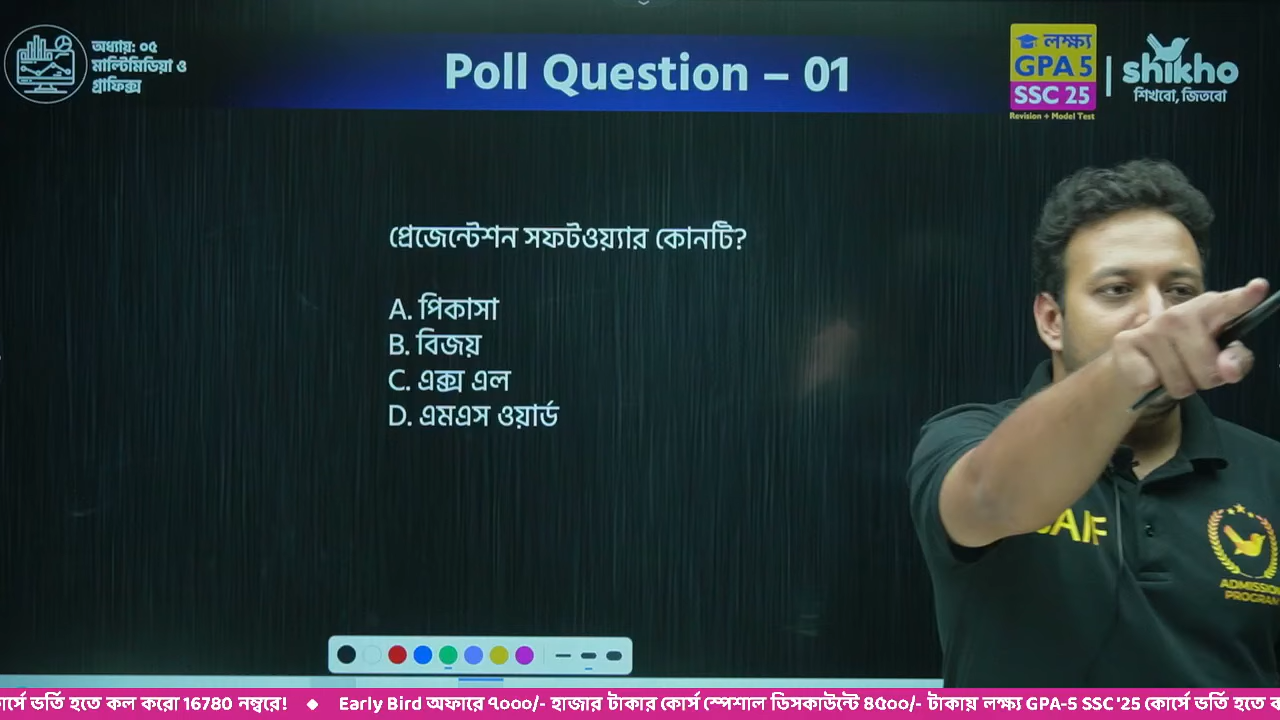 অধ্যায়: ০৫
মাল্টিমিডিয়া ও
গ্রাফিক্স
Poll Question – 01
লক্ষ্য
GPA 5
SSC 25
Revision + Model Test
shikho
শিখবো, জিতবো
প্রেজেন্টেশন সফটওয়্যার কোনটি?
A. পিকাসা
B. বিজয়
C. এক্স এল
D. এমএস ওয়ার্ড
ADMISSION
PROGRAM
র্সে ভর্তি হতে কল করো 16780 নম্বরে! ◆ Early Bird অফারে ৭০০০/- হাজার টাকার কোর্স স্পেশাল ডিসকাউন্টে ৪৫০০/- টাকায় লক্ষ্য GPA-5 SSC '25 কোর্সে ভর্তি হতে